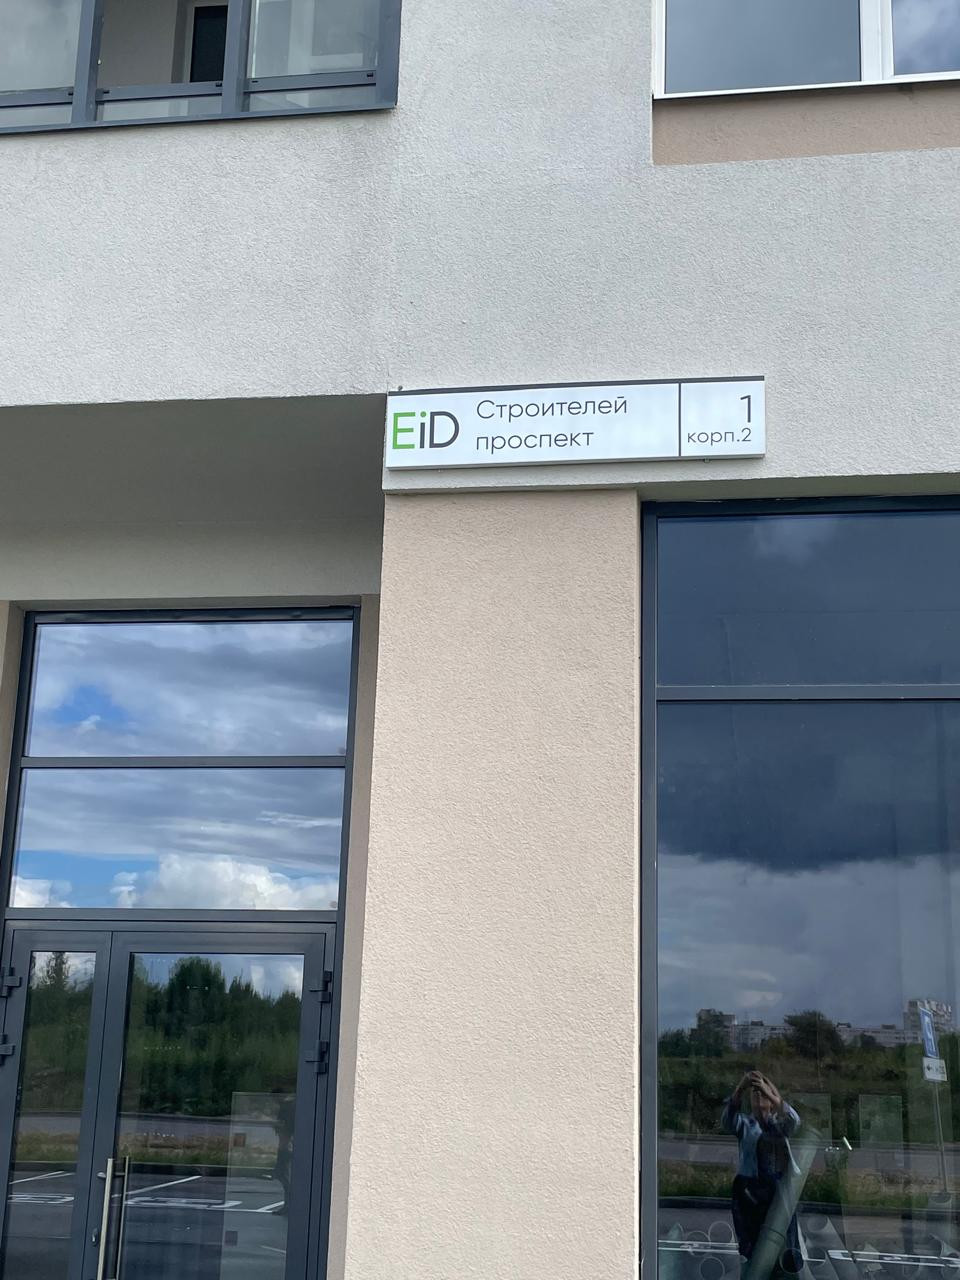 EiD
Строителей
проспект
1
корп.2